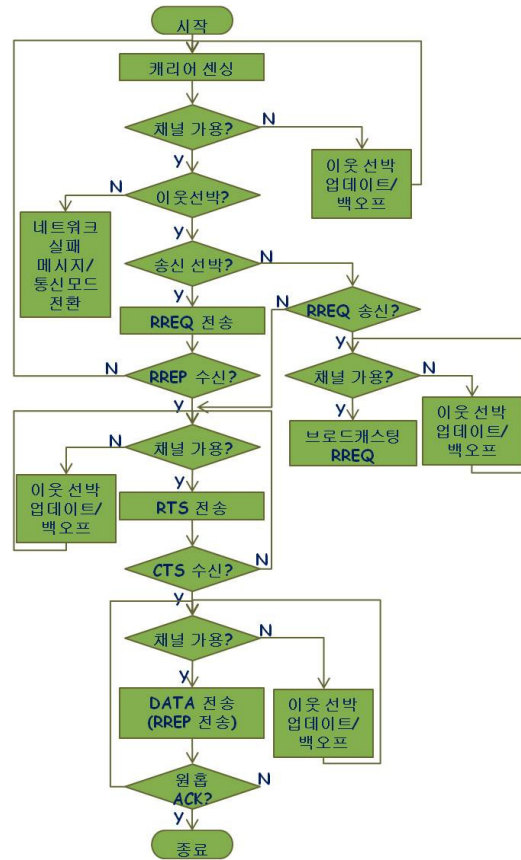 시작
캐리어 센싱
채널 가용?
N
y
이웃 선박
업데이트/
백오프
이웃선박?
N
y
네트워크
실패
메시지/
통신모드
전환
송신 선박?
N
y
RREQ 전송
RREQ 송신?
N
y
RREP 수신?
N
y
채널 가용?
N
y
브로드캐스팅
RREQ
이웃 선박
업데이트/
백오프
채널 가용?
N
y
이웃 선박
업데이트/
백오프
RTS 전송
CTS 수신?
N
y
채널 가용?
N
y
이웃 선박
업데이트/
백오프
DATA 전송
(RREP 전송)
원홉
ACK?
N
y
종료